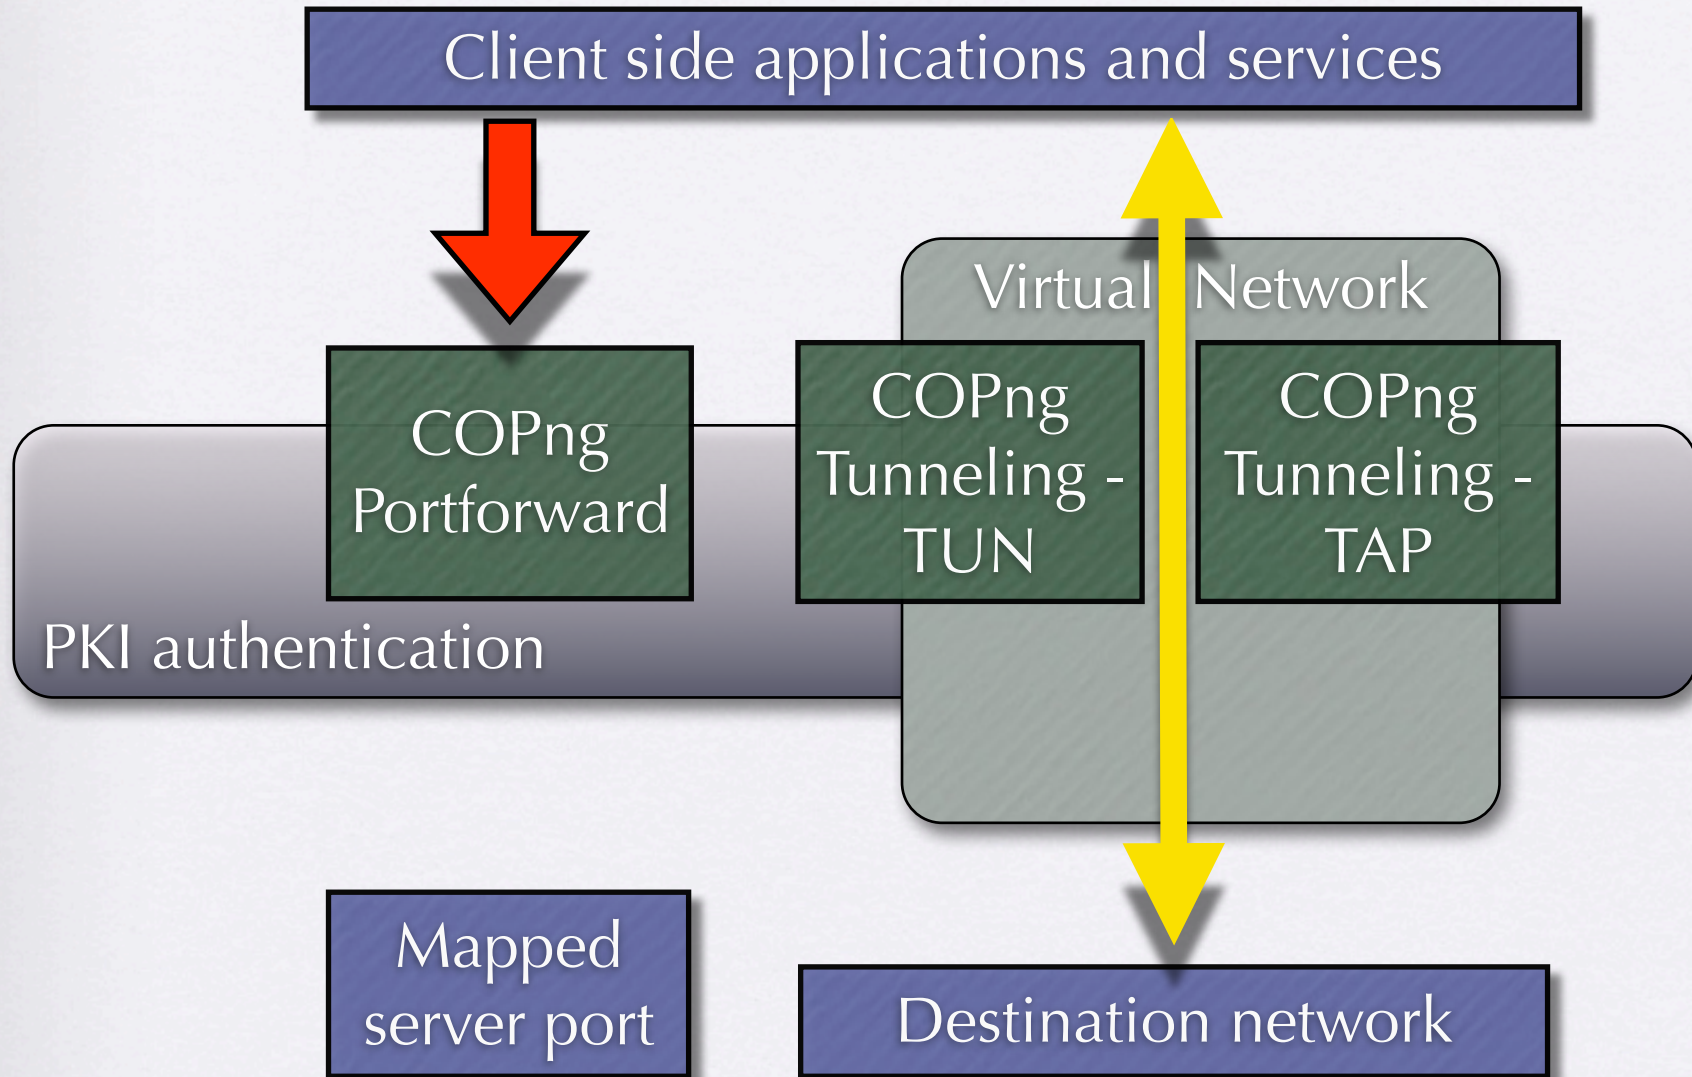 Client side applications and services
Virtual Network
COPng
Portforward
COPng
Tunneling -
TUN
COPng
Tunneling -
TAP
PKI authentication
Mapped
server port
Destination network